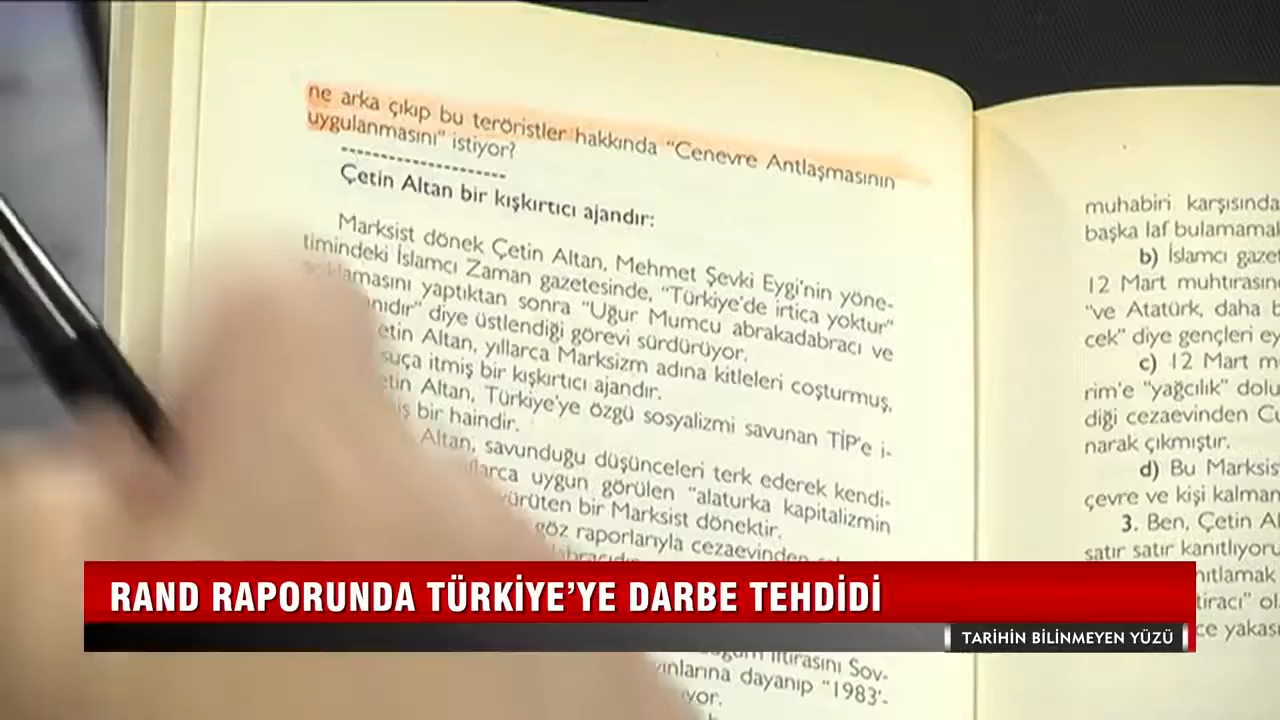 ne arka çıkıp bu teröristler hakkında "Cenevre Antlaşmasının
uygulanmasını" istiyor?
--------------------
Çetin Altan bir kışkırtıcı ajandır:
Marksist dönek Çetin Altan, Mehmet Şevki Eygi'nin yöne-
timindeki İslamcı Zaman gazetesinde, "Türkiye'de irtica yoktur"
yaptıktan sonra "Uğur Mumcu abrakadabracı ve
diye üstlendiği görevi sürdürüyor.
Altan, yıllarca Marksizm adına kitleleri coşturmuş,
suça itmiş bir kışkırtıcı ajandır.
Altan, Türkiye'ye özgü sosyalizmi savunan TİP'e i-
bir haindir.
Altan, savunduğu düşünceleri terk ederek kendi-
uygun görülen "alaturka kapitalizmin
bir Marksist dönektir.
göz raporlarıyla cezaevinden
iftirasını Sov-
dayanıp "1983'-
muhabiri karşısında
başka laf bulamamak
b) İslamcı gazet
12 Mart muhtırasın
"ve Atatürk, daha b
cek" diye gençleri ey
c) 12 Mart m
rim'e "yağcılık" dolu
diği cezaevinden Cu
narak çıkmıştır.
d) Bu Marksist
çevre ve kişi kalman
3. Ben, Çetin Al
satır satır kanıtlıyoru
ce yakas
RAND RAPORUNDA TÜRKİYE'YE DARBE TEHDİDİ
TARİHİN BİLİNMEYEN YÜZÜ